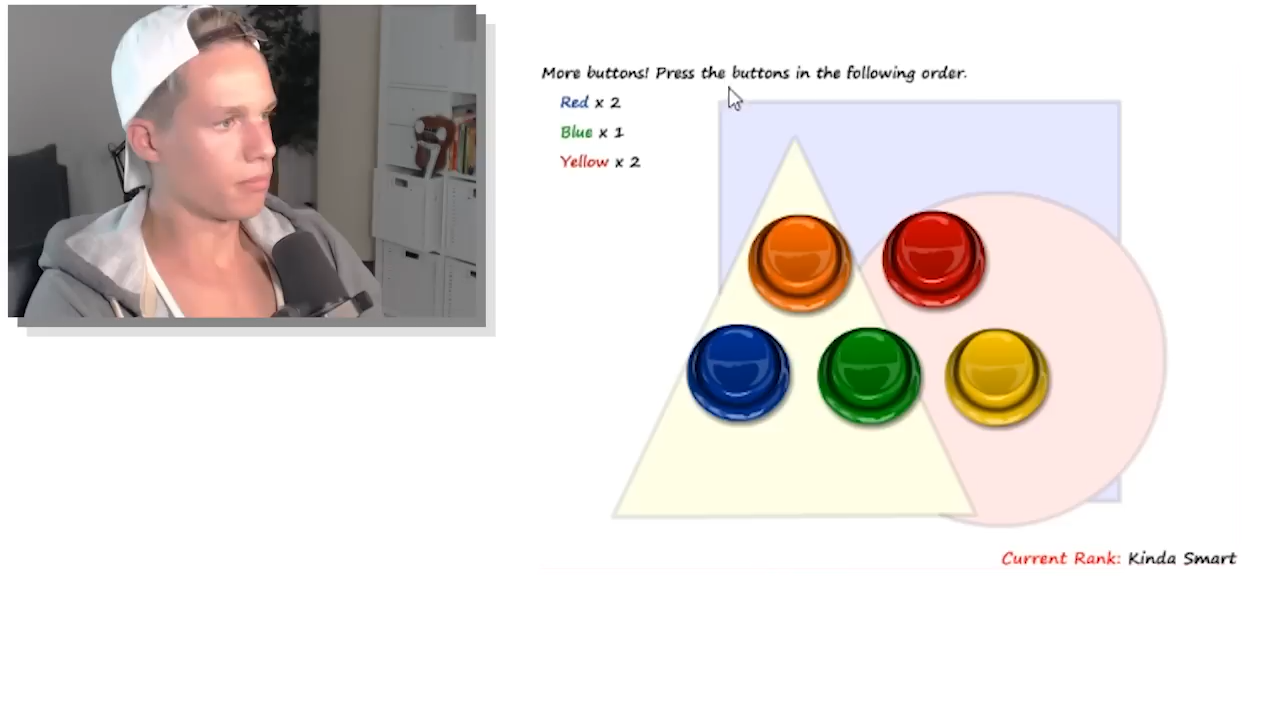 More buttons! Press the buttons in the following order.
Red x 2
Blue x 1
Yellow x 2
Current Rank: Kinda Smart